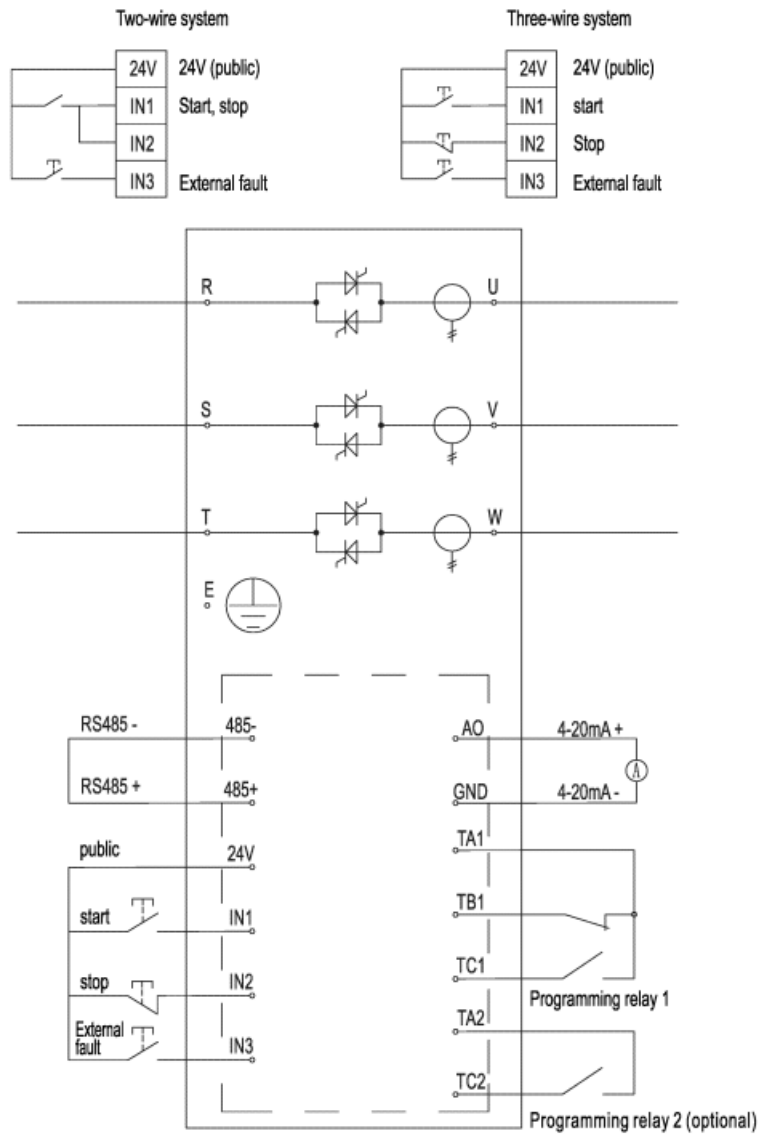 Two-wire system
Three-wire system
24V 24V (public)
IN1 Start, stop
IN2
IN3 External fault
24V 24V (public)
IN1 start
IN2 Stop
IN3 External fault
R U
S V
T W
E
RS485 - 485- AO 4-20mA +
A
RS485 + 485+ GND 4-20mA -
TA1
public 24V
start IN1 TB1
stop IN2 TC1
Programming relay 1
External
fault IN3 TA2
TC2
Programming relay 2 (optional)